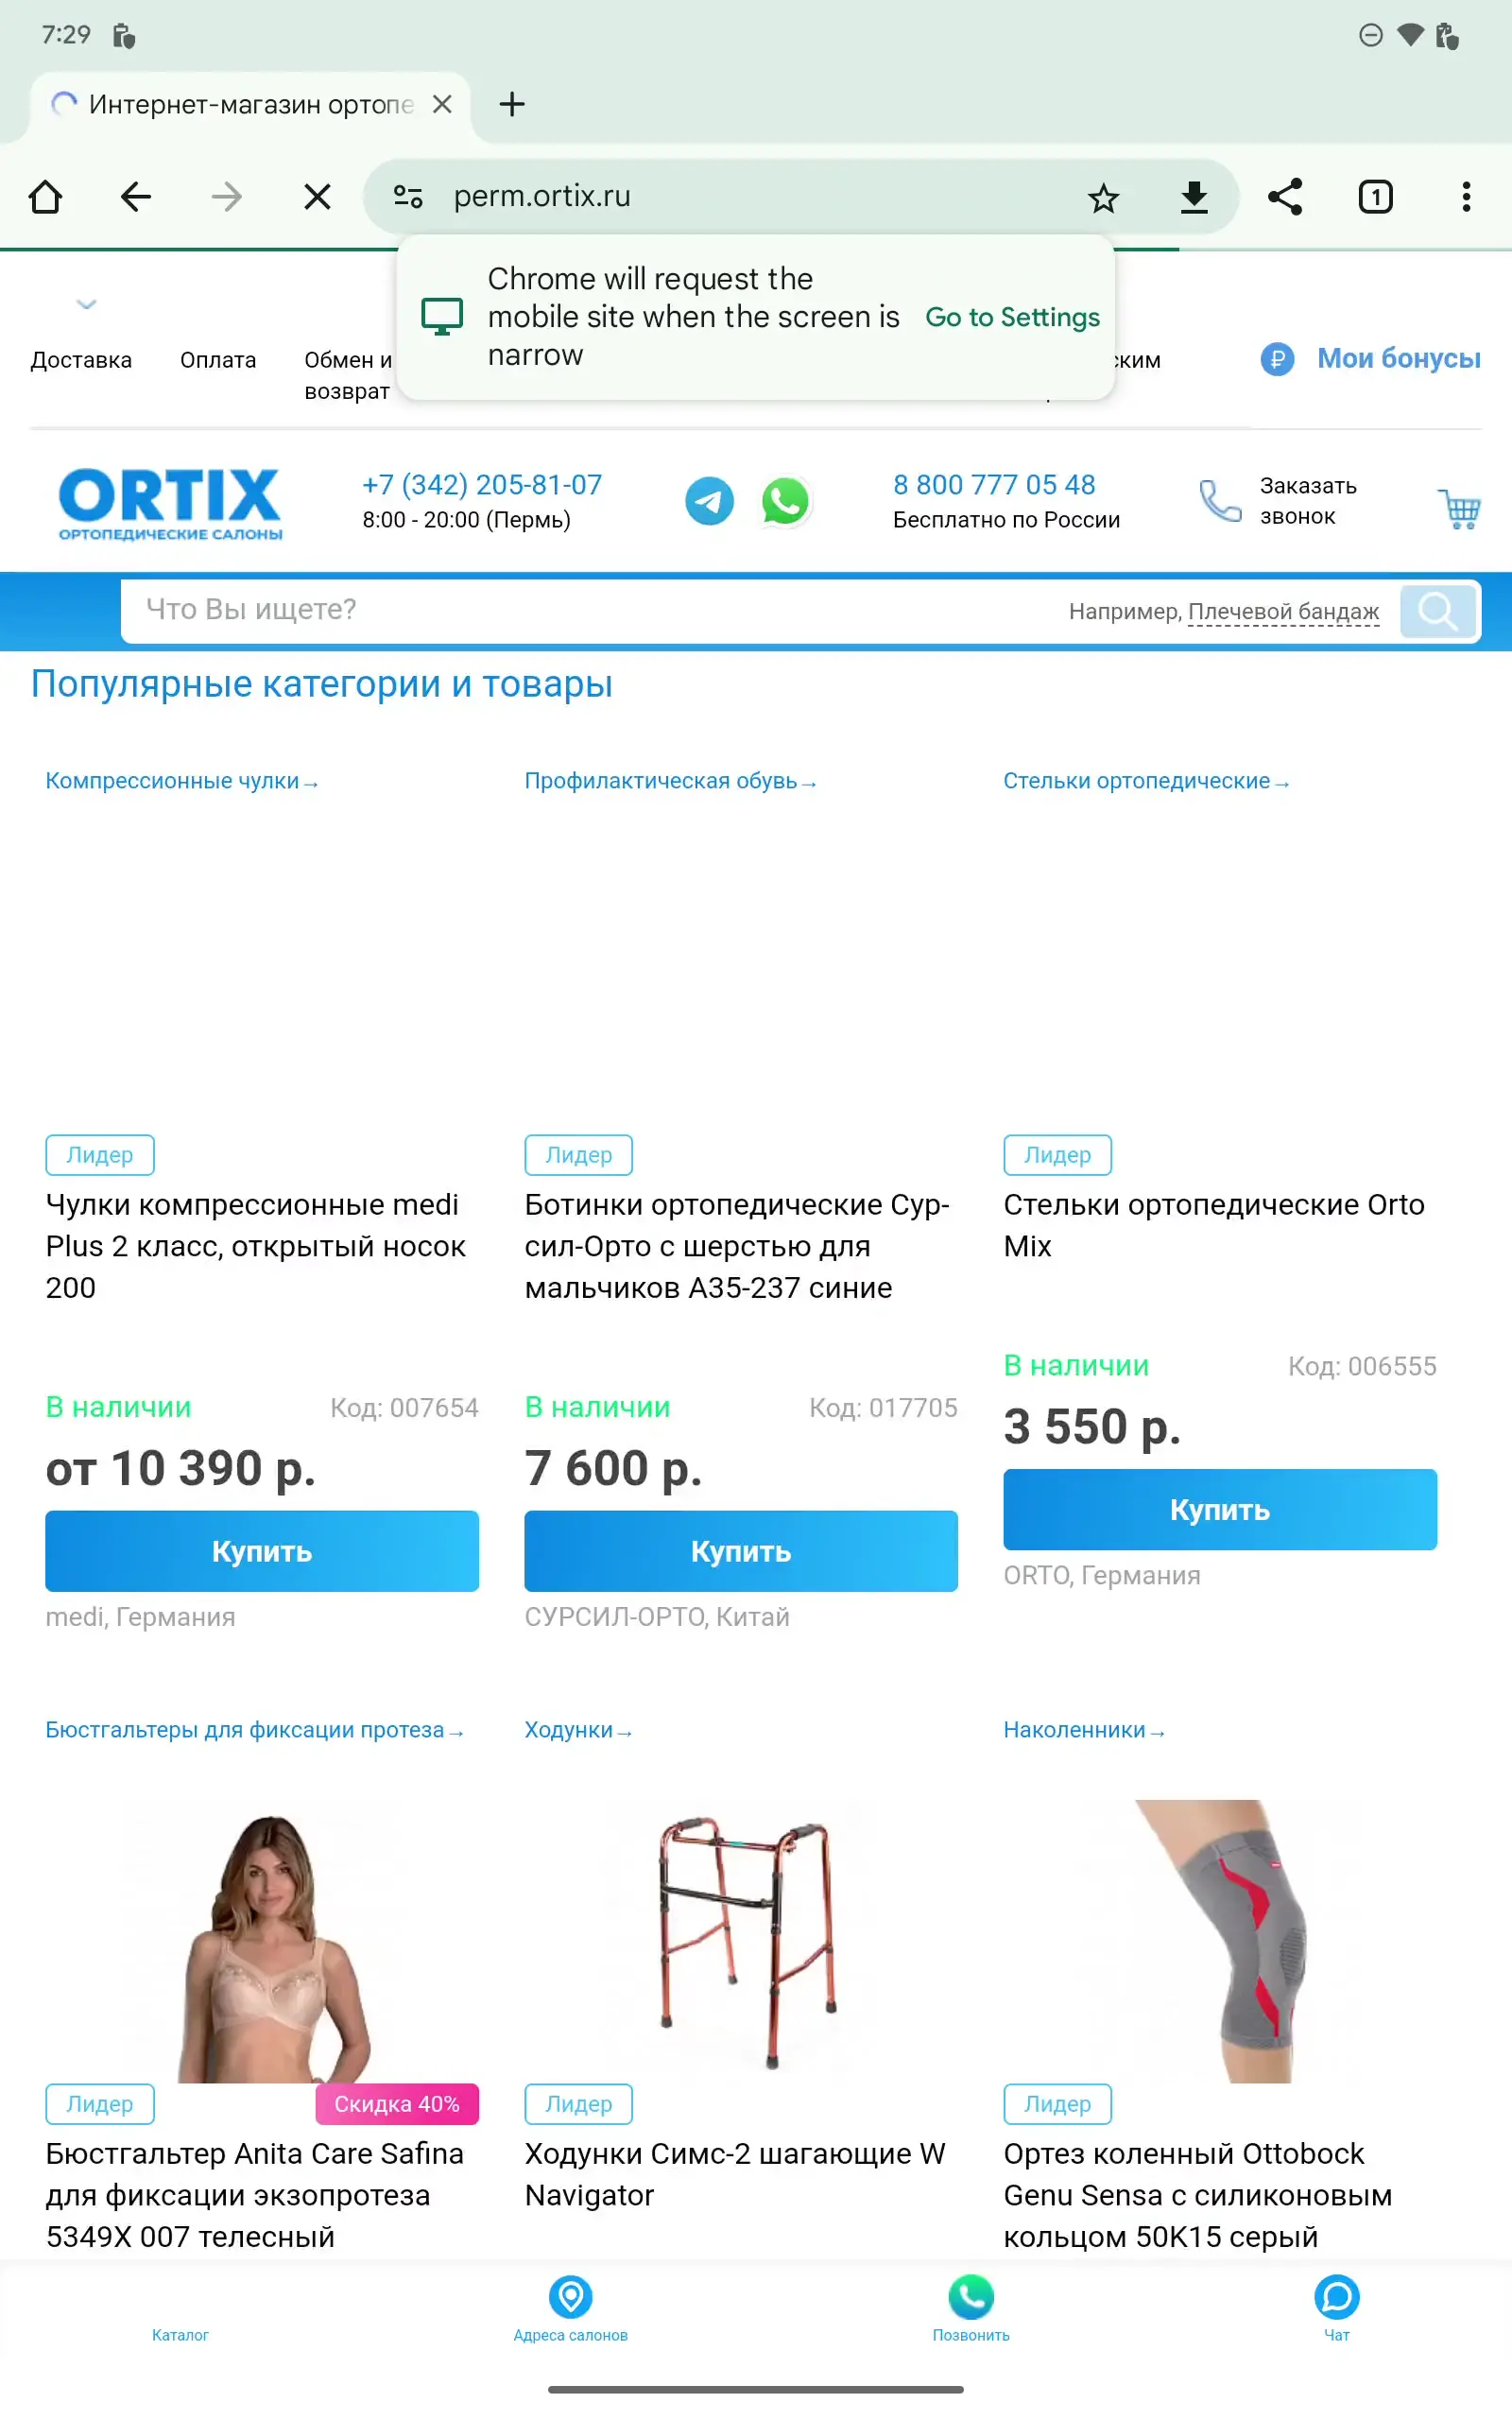 7:29
Интернет-магазин ортопе
perm.ortix.ru
1
Chrome will request the
mobile site when the screen is
narrow
Go to Settings
Доставка
Оплата
Обмен и
возврат
ским
Мои бонусы
ORTIX
ОРТОПЕДИЧЕСКИЕ САЛОНЫ
+7 (342) 205-81-07
8:00 - 20:00 (Пермь)
8 800 777 05 48
Бесплатно по России
Заказать
звонок
Что Вы ищете?
Например, Плечевой бандаж
Популярные категории и товары
Компрессионные чулки→
Профилактическая обувь→
Стельки ортопедические→
Лидер
Чулки компрессионные medi
Plus 2 класс, открытый носок
200
В наличии
Код: 007654
от 10 390 р.
Купить
medi, Германия
Лидер
Ботинки ортопедические Сур-
сил-Орто с шерстью для
мальчиков А35-237 синие
В наличии
Код: 017705
7 600 р.
Купить
СУРСИЛ-ОРТО, Китай
Лидер
Стельки ортопедические Orto
Mix
В наличии
Код: 006555
3 550 р.
Купить
ORTO, Германия
Бюстгальтеры для фиксации протеза→
Ходунки→
Наколенники→
Лидер
Скидка 40%
Бюстгальтер Anita Care Safina
для фиксации экзопротеза
5349X 007 телесный
Лидер
Ходунки Симс-2 шагающие W
Navigator
Лидер
Ортез коленный Ottobock
Genu Sensa с силиконовым
кольцом 50K15 серый
Каталог
Адреса салонов
Позвонить
Чат